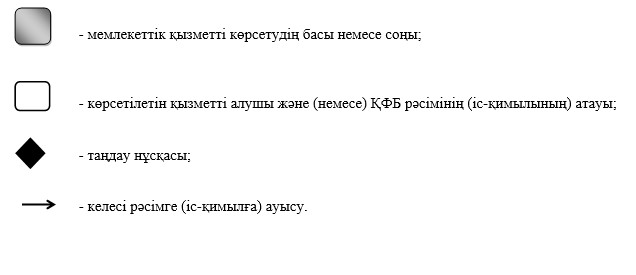 - мемлекеттік қызметті көрсетудің басы немесе соңы;
- көрсетілетін қызметті алушы және (немесе) ҚФБ рәсімінің (іс-қимылының) атауы;
- таңдау нұсқасы;
- келесі рәсімге (іс-қимылға) ауысу.